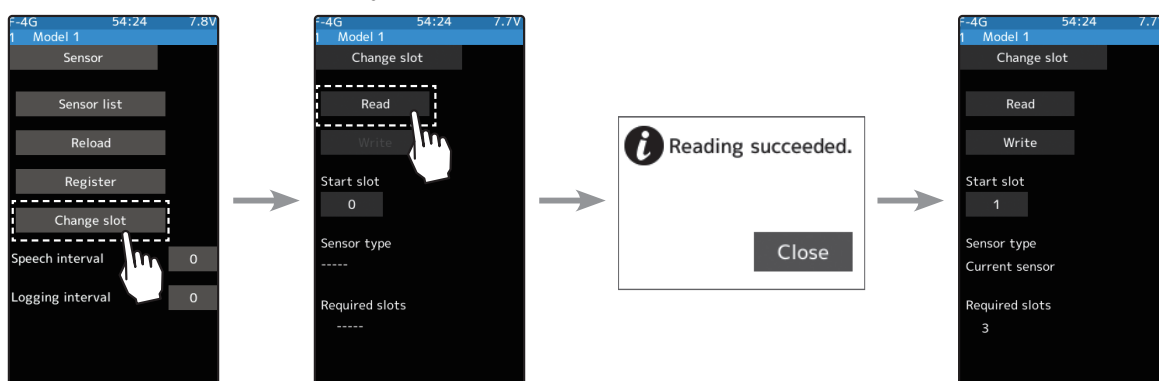 F-4G 54:24 7.8V
1 Model 1
Sensor
Sensor list
Reload
Register
Change slot
Speech interval 0
Logging interval 0
F-4G 54:24 7.7V
1 Model 1
Change slot
Read
Write
Start slot
0
Sensor type
-----
Required slots
-----
i Reading succeeded.
Close
F-4G 54:24 7.7V
1 Model 1
Change slot
Read
Write
Start slot
1
Sensor type
Current sensor
Required slots
3